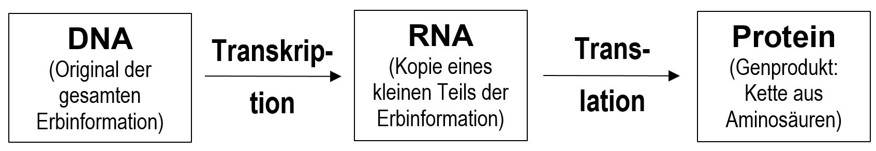 DNA
(Original der
gesamten
Erbinformation)
Transkrip-
tion
RNA
(Kopie eines
kleinen Teils der
Erbinformation)
Trans-
lation
Protein
(Genprodukt:
Kette aus
Aminosäuren)